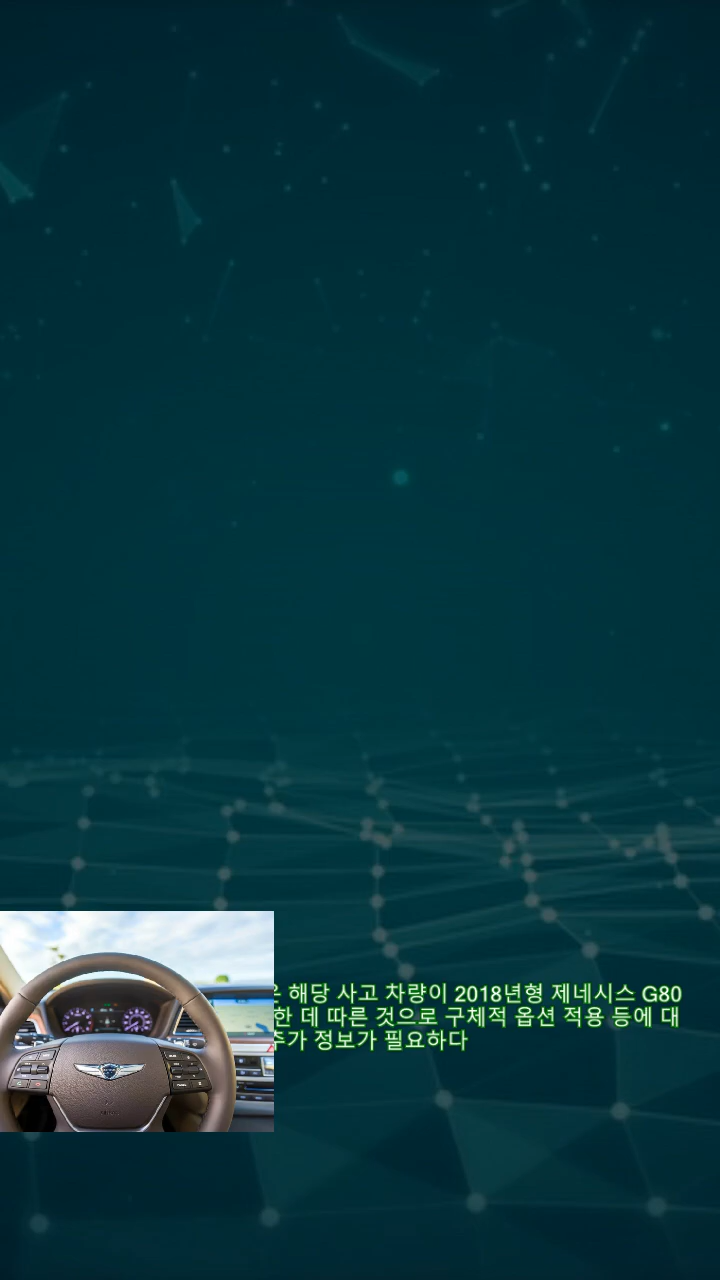 해당 사고 차량이 2018년형 제네시스 G80
한 데 따른 것으로 구체적 옵션 적용 등에 대
추가 정보가 필요하다